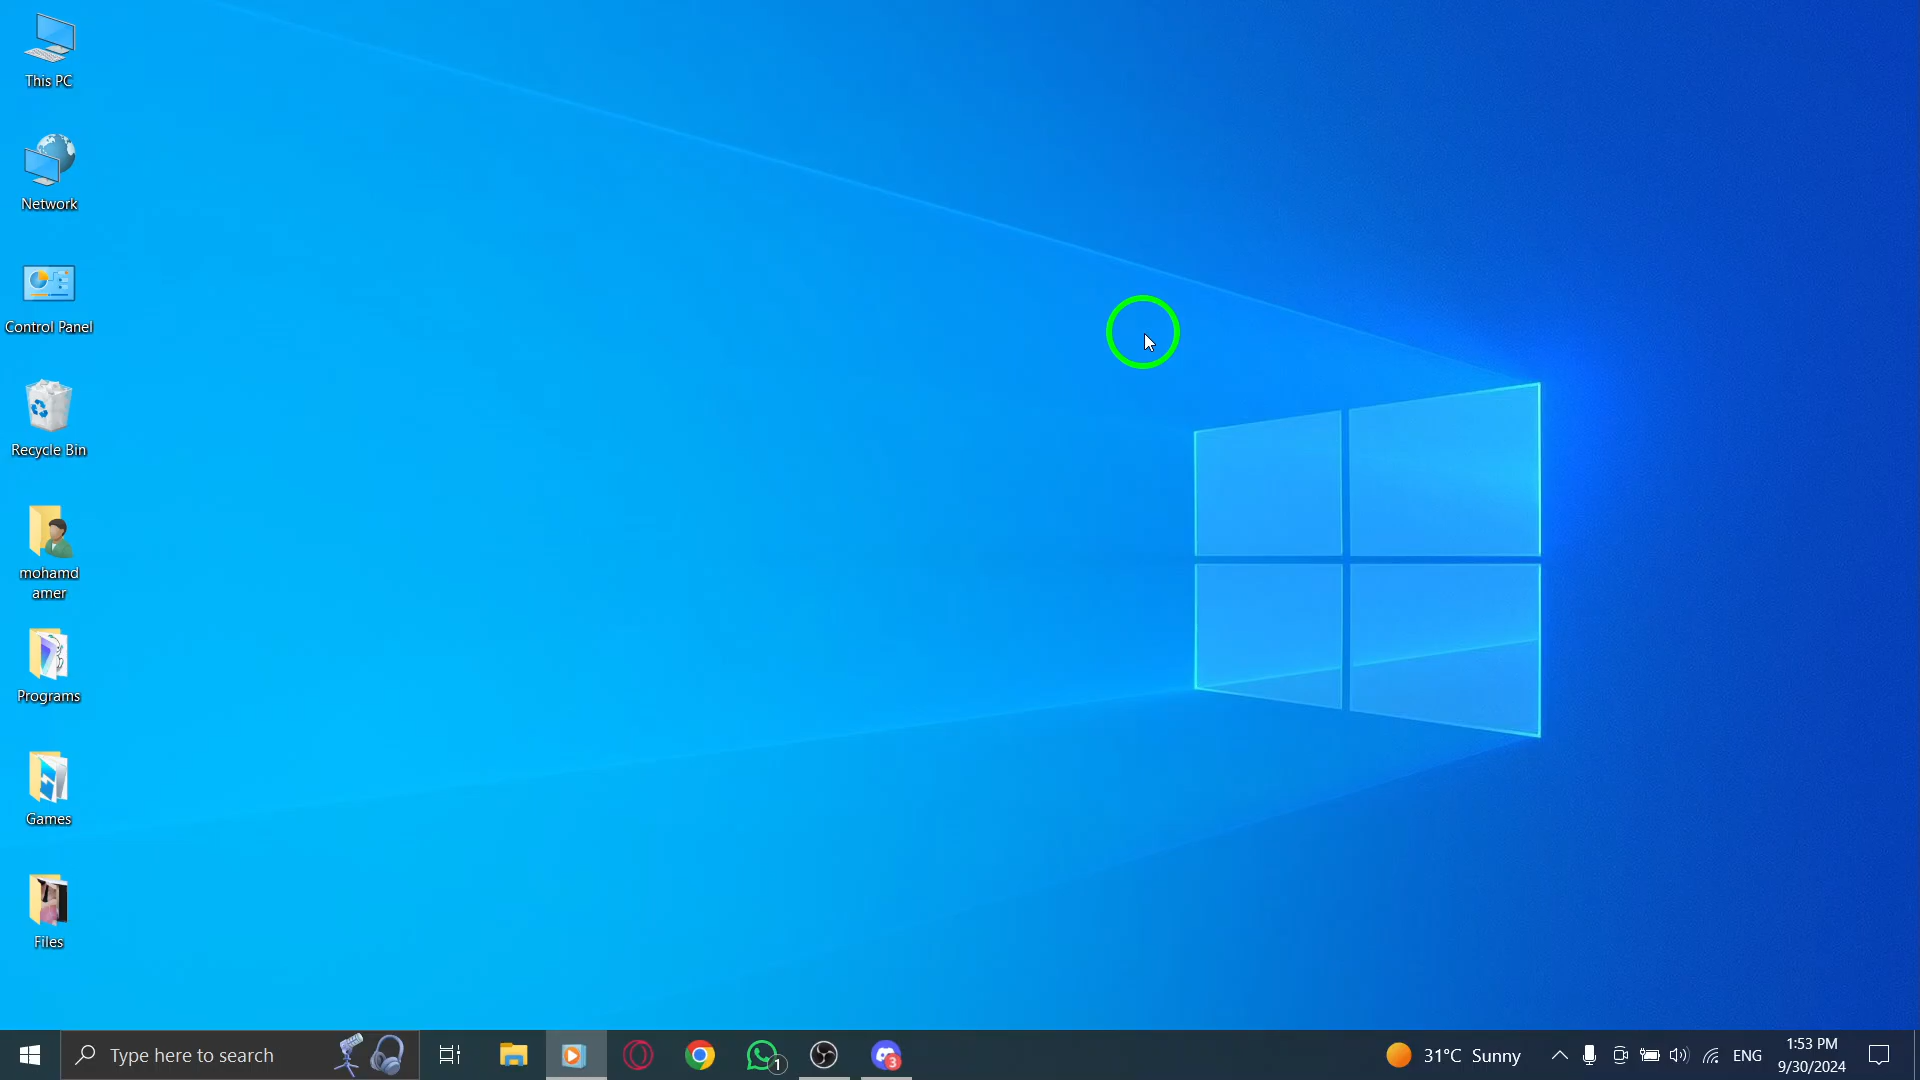 This PC
Network
Control Panel
Recycle Bin
mohamd
amer
Programs
Games
Files
Type here to search
1
3
31°C Sunny
ENG
1:53 PM
9/30/2024